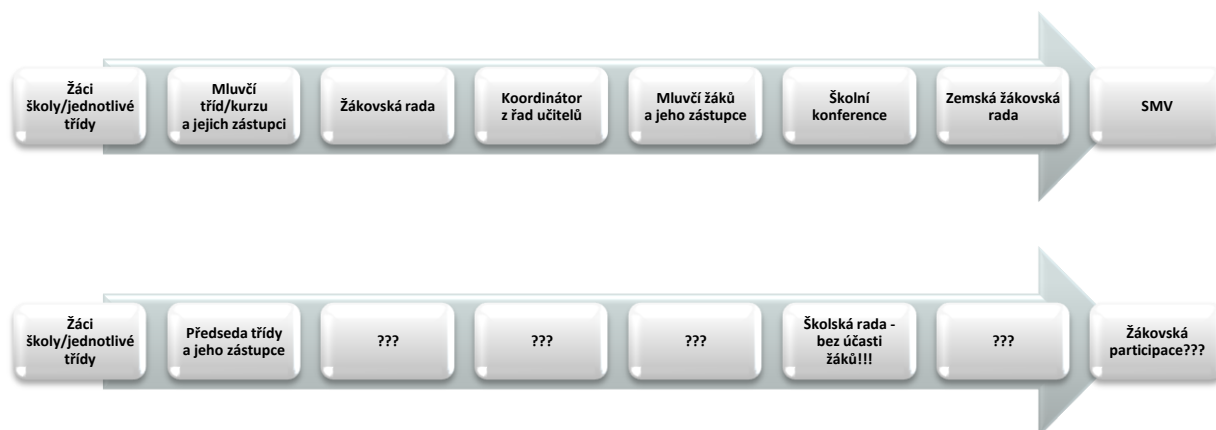 Žáci
školy/jednotlivé
třídy
Mluvčí
tříd/kurzu
a jejich zástupci
Žákovská rada
Koordinátor
z řad učitelů
Mluvčí žáků
a jeho zástupce
Školní
konference
Zemská žákovská
rada
SMV
Žáci
školy/jednotlivé
třídy
Předseda třídy
a jeho zástupce
???
???
???
Školská rada -
bez účasti
žáků!!!
???
Žákovská
participace???